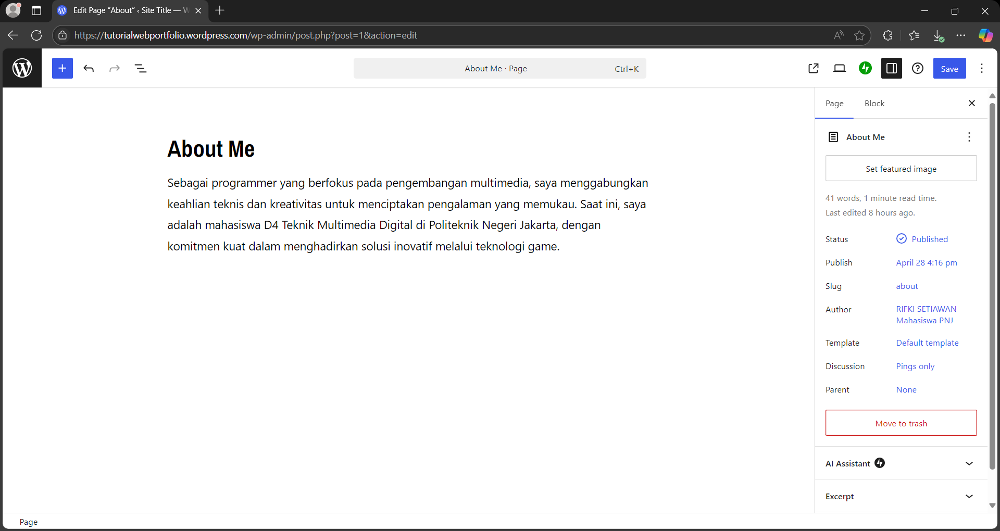 Edit Page “About” ‹ Site Title — W
https://tutorialwebportfolio.wordpress.com/wp-admin/post.php?post=1&action=edit
About Me · Page
Ctrl+K
Save
Page
Block
About Me
Set featured image
41 words, 1 minute read time.
Last edited 8 hours ago.
Status
Published
Publish
April 28 4:16 pm
Slug
about
Author
RIFKI SETIAWAN
Mahasiswa PNJ
Template
Default template
Discussion
Pings only
Parent
None
Move to trash
AI Assistant
Excerpt
About Me
Sebagai programmer yang berfokus pada pengembangan multimedia, saya menggabungkan
keahlian teknis dan kreativitas untuk menciptakan pengalaman yang memukau. Saat ini, saya
adalah mahasiswa D4 Teknik Multimedia Digital di Politeknik Negeri Jakarta, dengan
komitmen kuat dalam menghadirkan solusi inovatif melalui teknologi game.
Page